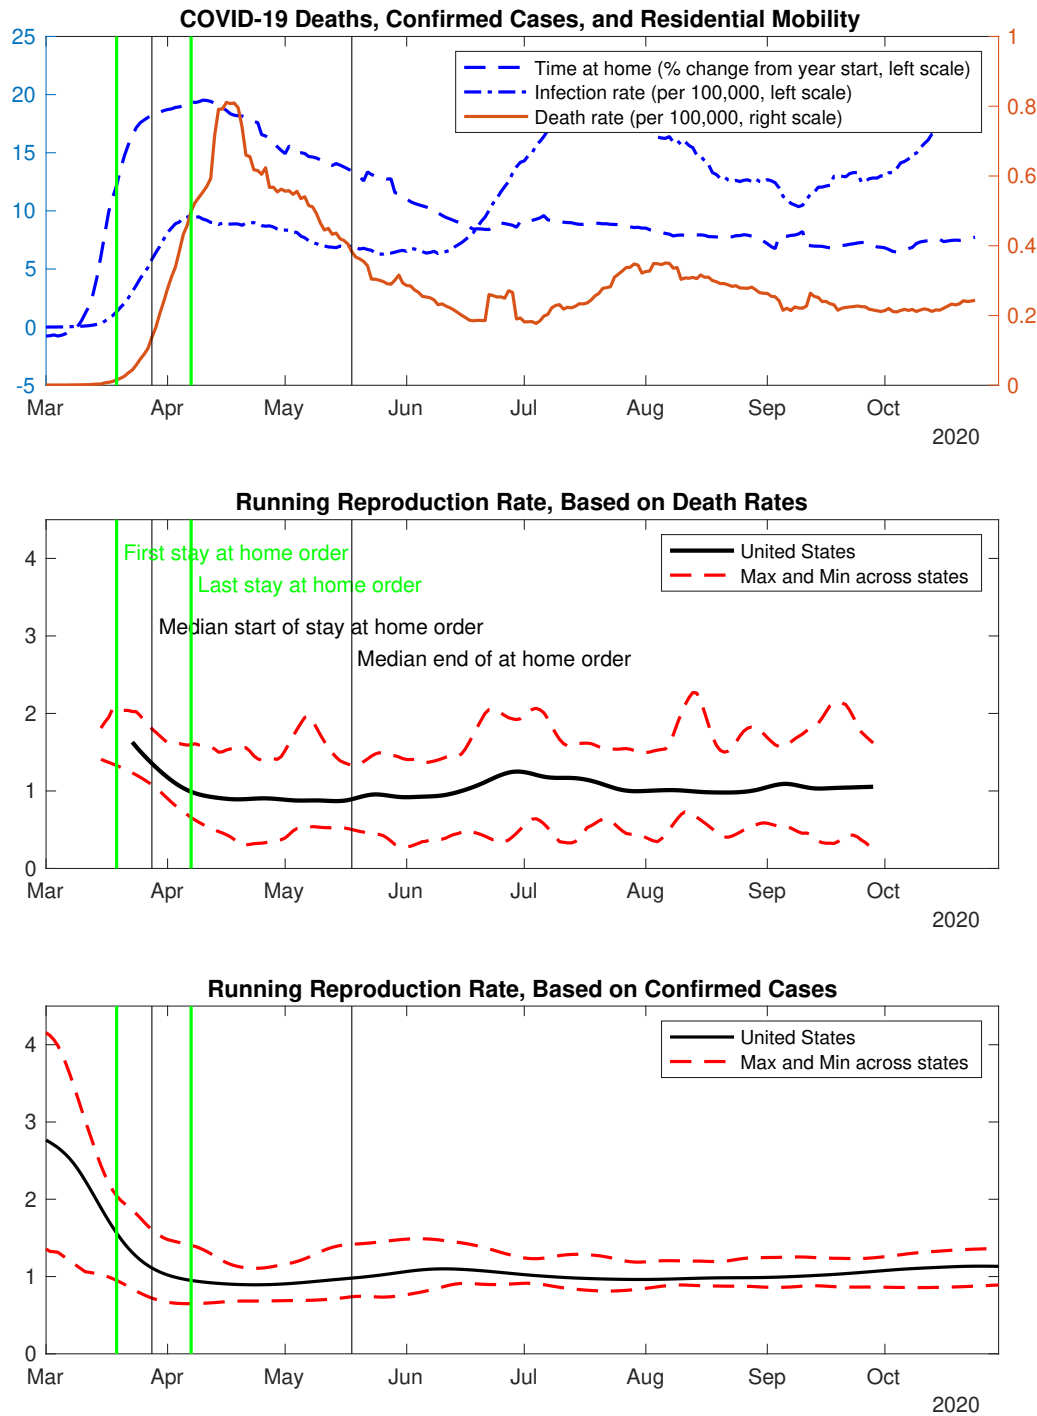 COVID-19 Deaths, Confirmed Cases, and Residential Mobility
25
20
15
10
5
0
-5
1
0.8
0.6
0.4
0.2
0
Time at home (% change from year start, left scale)
Infection rate (per 100,000, left scale)
Death rate (per 100,000, right scale)
Mar Apr May Jun Jul Aug Sep Oct
2020
Running Reproduction Rate, Based on Death Rates
4
3
2
1
0
First stay at home order
Last stay at home order
Median start of stay at home order
Median end of at home order
United States
Max and Min across states
Mar Apr May Jun Jul Aug Sep Oct
2020
Running Reproduction Rate, Based on Confirmed Cases
4
3
2
1
0
United States
Max and Min across states
Mar Apr May Jun Jul Aug Sep Oct
2020